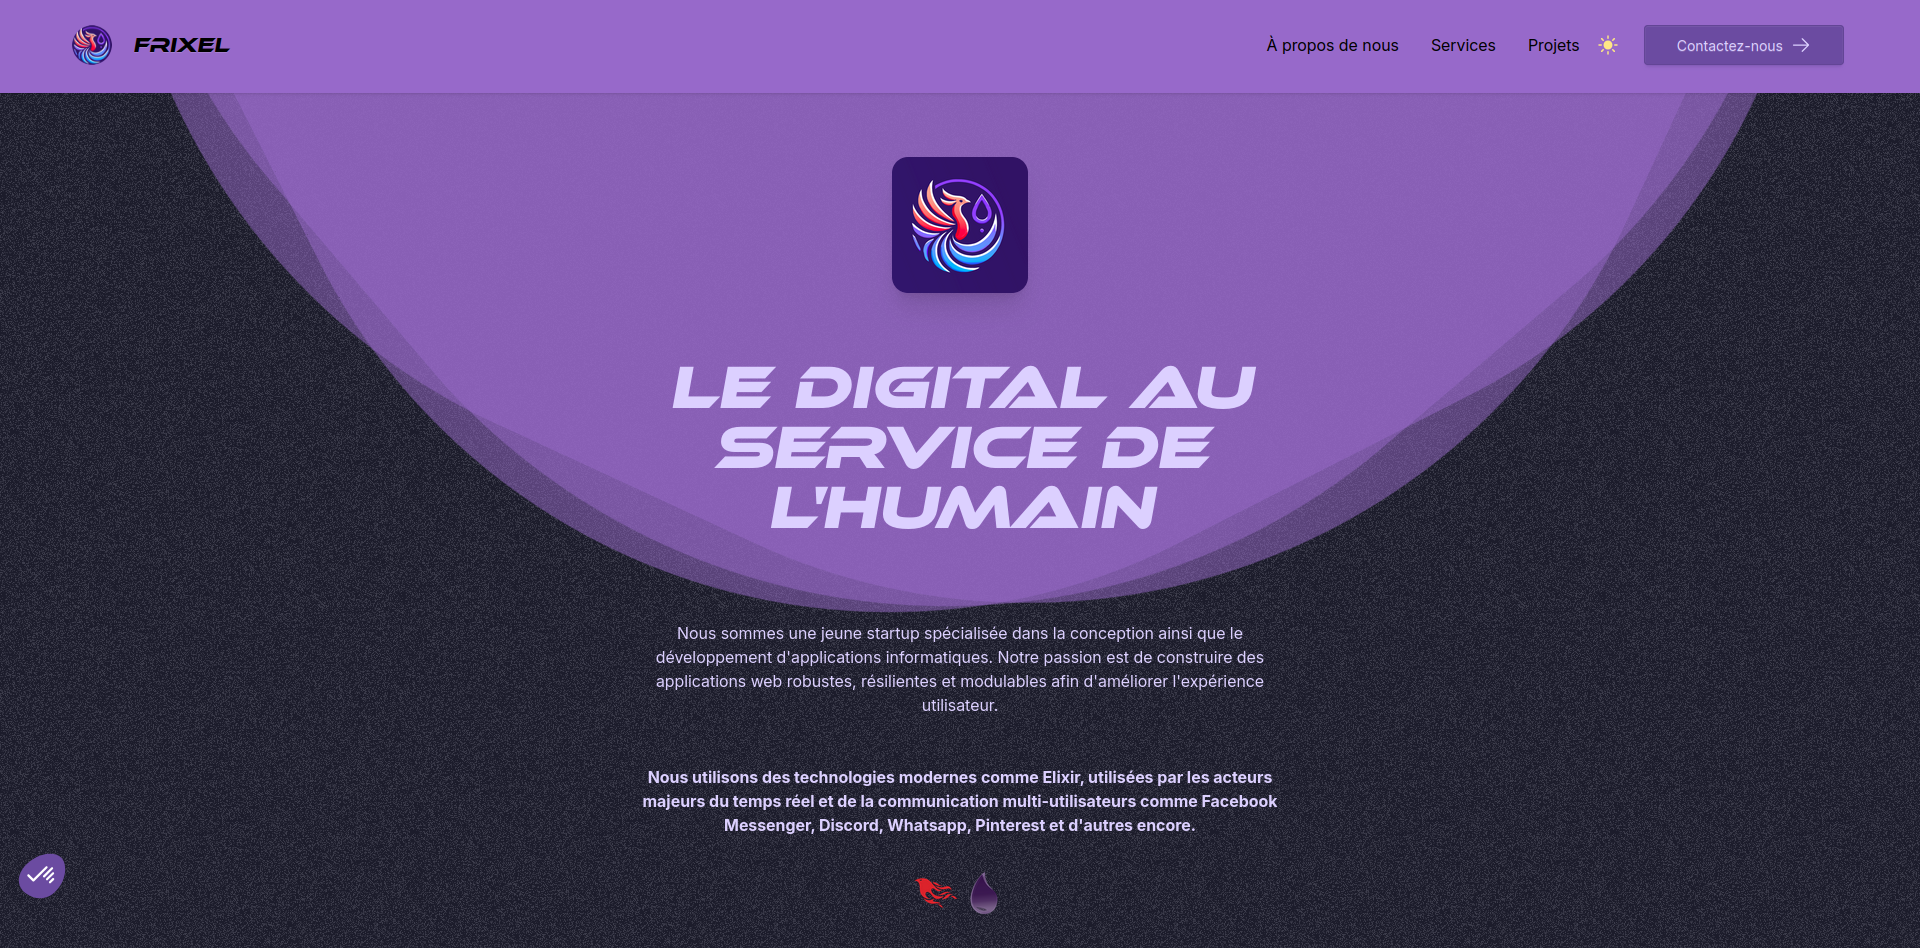 FRIXEL
À propos de nous
Services
Projets
Contactez-nous
LE DIGITAL AU
SERVICE DE
L'HUMAIN
Nous sommes une jeune startup spécialisée dans la conception ainsi que le
développement d'applications informatiques. Notre passion est de construire des
applications web robustes, résilientes et modulables afin d'améliorer l'expérience
utilisateur.
Nous utilisons des technologies modernes comme Elixir, utilisées par les acteurs
majeurs du temps réel et de la communication multi-utilisateurs comme Facebook
Messenger, Discord, Whatsapp, Pinterest et d'autres encore.